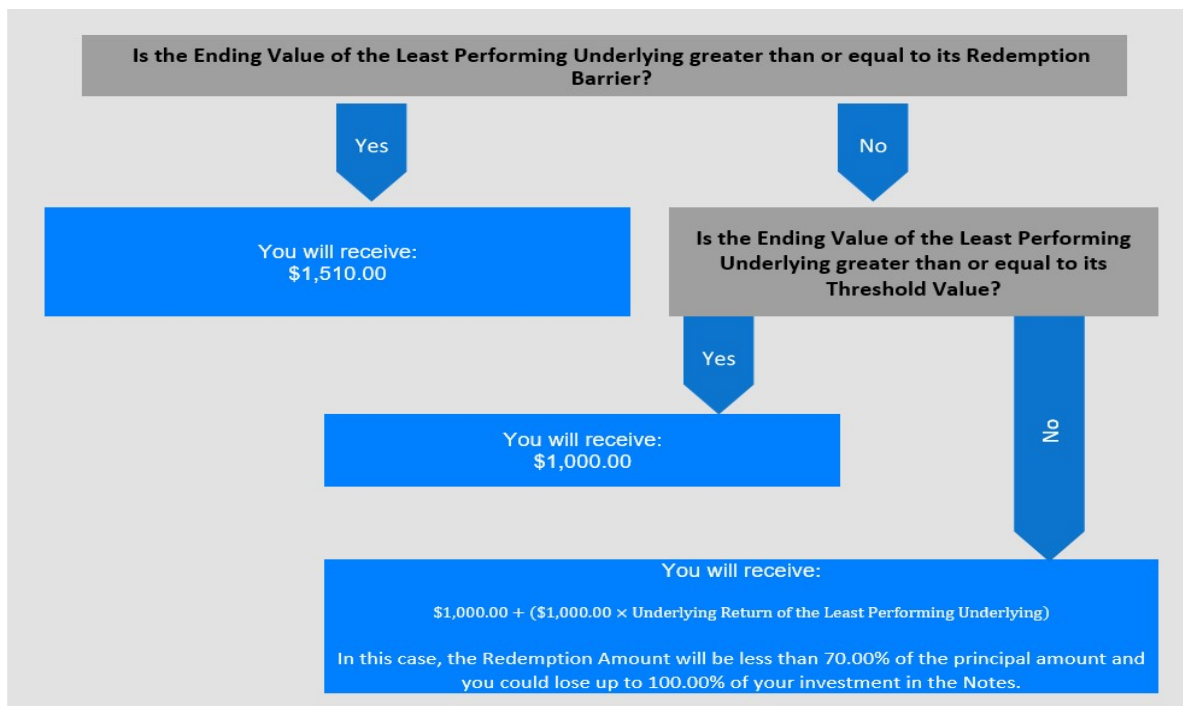 Is the Ending Value of the Least Performing Underlying greater than or equal to its Redemption
Barrier?
Yes
No
You will receive:
$1,510.00
Is the Ending Value of the Least Performing
Underlying greater than or equal to its
Threshold Value?
Yes
No
You will receive:
$1,000.00
You will receive:
$1,000.00 + ($1,000.00 × Underlying Return of the Least Performing Underlying)
In this case, the Redemption Amount will be less than 70.00% of the principal amount and
you could lose up to 100.00% of your investment in the Notes.